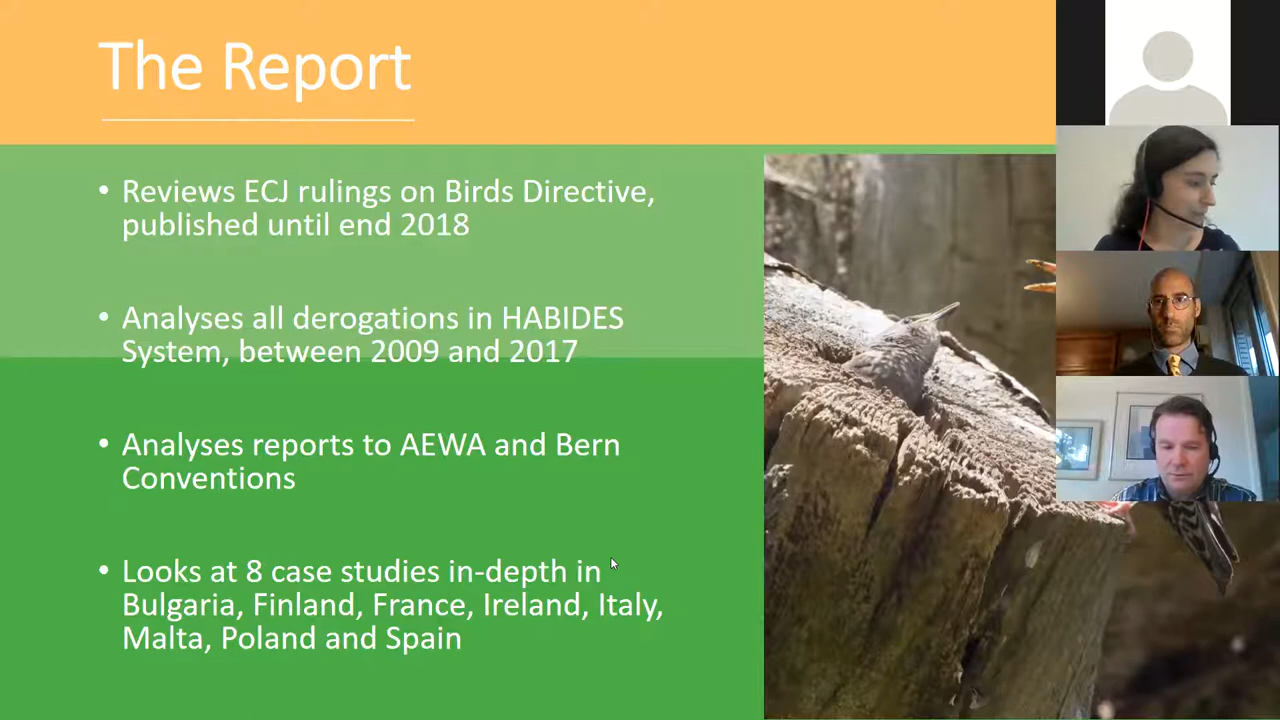 The Report
• Reviews ECJ rulings on Birds Directive,
published until end 2018
• Analyses all derogations in HABIDES
System, between 2009 and 2017
• Analyses reports to AEWA and Bern
Conventions
• Looks at 8 case studies in-depth in
Bulgaria, Finland, France, Ireland, Italy,
Malta, Poland and Spain